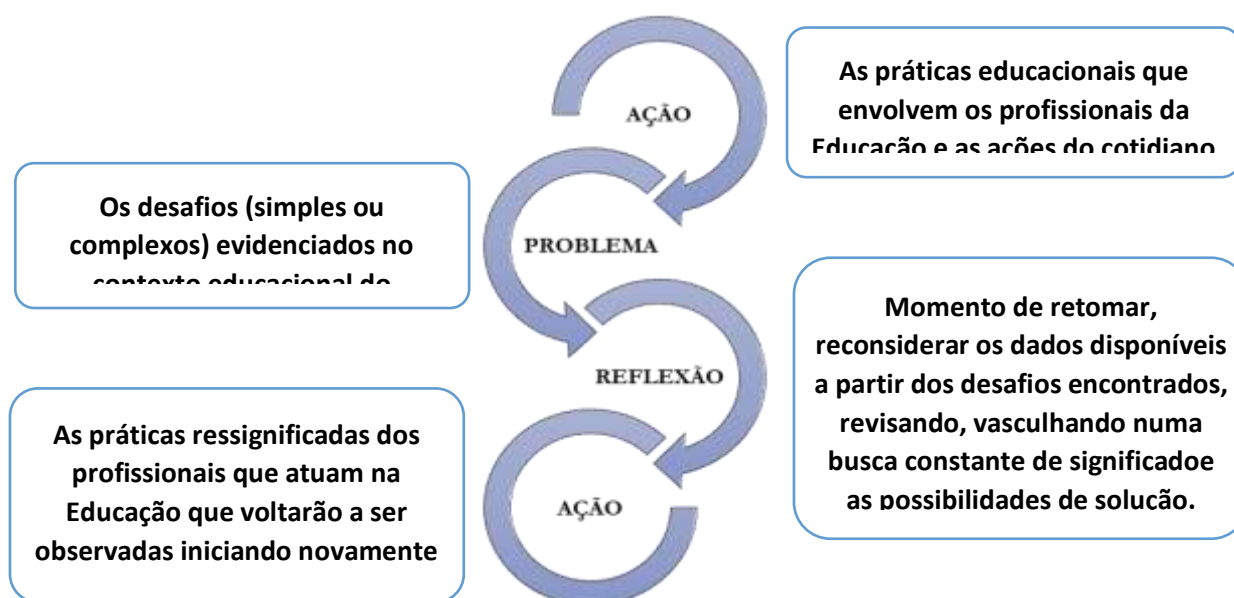 AÇÃO
As práticas educacionais que
envolvem os profissionais da
Educação e as ações do cotidiano
Os desafios (simples ou
complexos) evidenciados no
contexto educacional do
PROBLEMA
Momento de retomar,
reconsiderar os dados disponíveis
a partir dos desafios encontrados,
revisando, vasculhando numa
busca constante de significadoe
as possibilidades de solução.
REFLEXÃO
As práticas ressignificadas dos
profissionais que atuam na
Educação que voltarão a ser
observadas iniciando novamente
AÇÃO